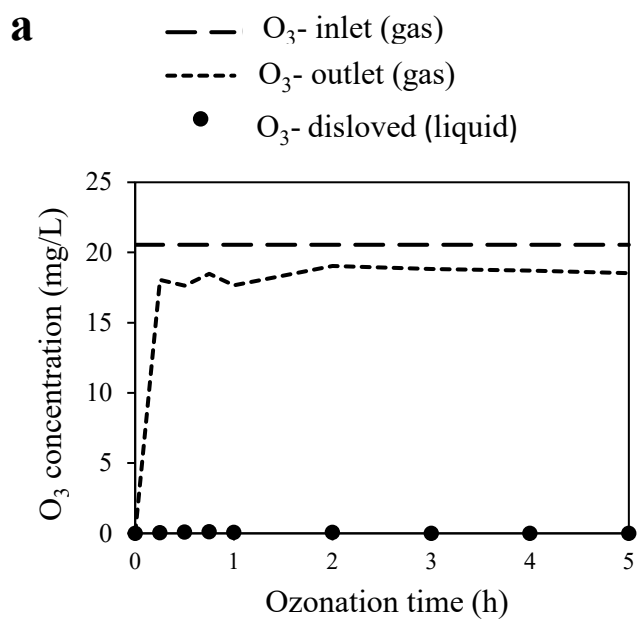 a
O₃- inlet (gas)
O₃- outlet (gas)
O₃- disloved (liquid)
25
20
15
10
5
0
O₃ concentration (mg/L)
0 1 2 3 4 5
Ozonation time (h)